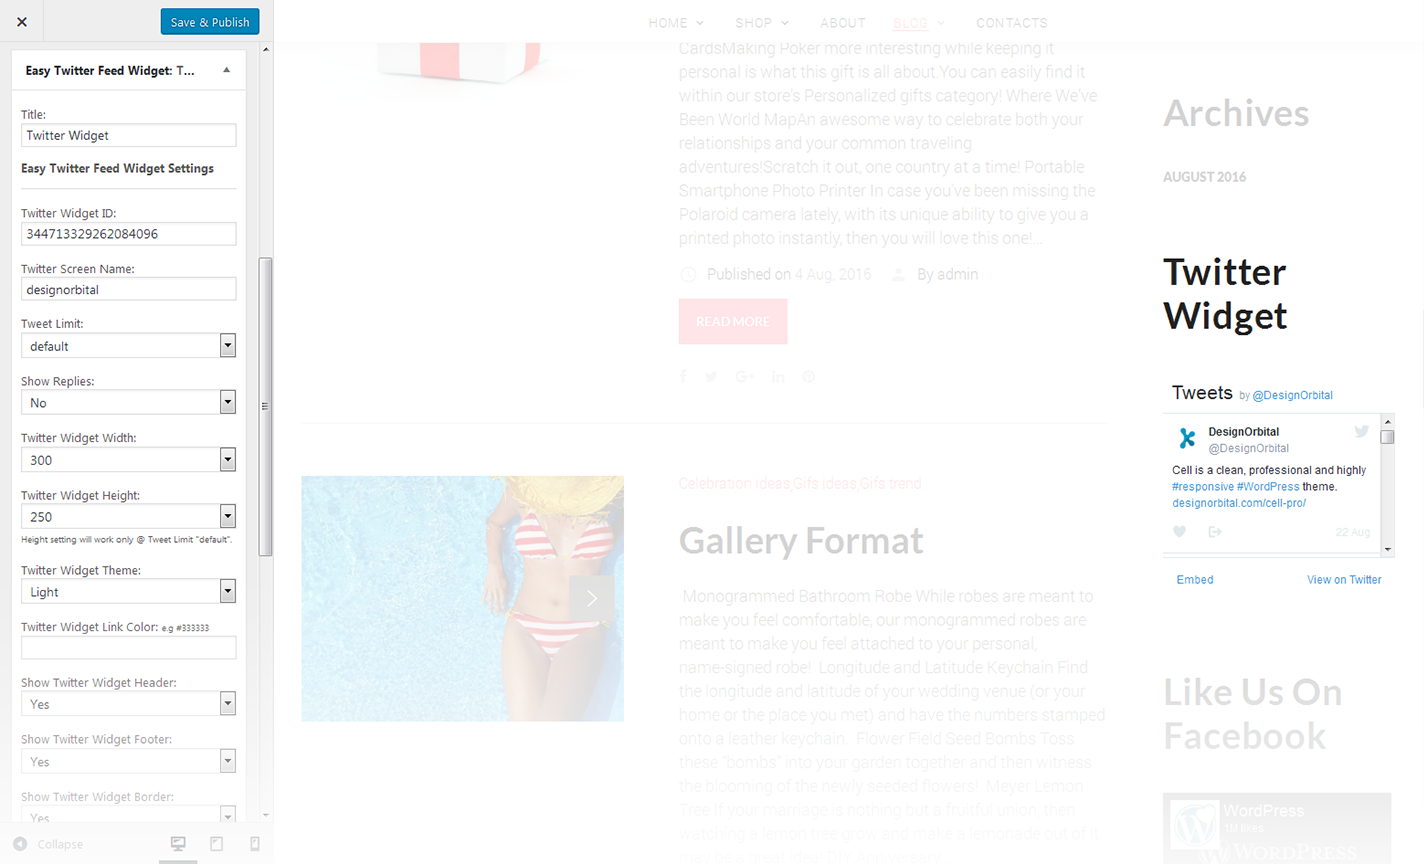 Save & Publish
Easy Twitter Feed Widget: T...
Title:
Twitter Widget
Easy Twitter Feed Widget Settings
Twitter Widget ID:
344713329262084096
Twitter Screen Name:
designorbital
Tweet Limit:
default
Show Replies:
No
Twitter Widget Width:
300
Twitter Widget Height:
250
Height setting will work only @ Tweet Limit "default".
Twitter Widget Theme:
Light
Twitter Widget Link Color: e.g #333333
Show Twitter Widget Header:
Yes
Show Twitter Widget Footer:
Yes
Show Twitter Widget Border:
Yes
Collapse
HOME SHOP ABOUT BLOG CONTACTS
CardsMaking Poker more interesting while keeping it
personal is what this gift is all about.You can easily find it
within our store's Personalized gifts category! Where We've
Been World MapAn awesome way to celebrate both your
relationships and your common traveling
adventures!Scratch it out, one country at a time! Portable
Smartphone Photo Printer In case you've been missing the
Polaroid camera lately, with its unique ability to give you a
printed photo instantly, then you will love this one!...
Published on 4 Aug, 2016 By admin
READ MORE
Celebration ideas,Gifs ideas,Gifs trend
Gallery Format
Monogrammed Bathroom Robe While robes are meant to
make you feel comfortable, our monogrammed robes are
meant to make you feel attached to your personal,
name-signed robe! Longitude and Latitude Keychain Find
the longitude and latitude of your wedding venue (or your
home or the place you met) and have the numbers stamped
onto a leather keychain. Flower Field Seed Bombs Toss
these "bombs" into your garden together and then witness
the blooming of the newly seeded flowers! Meyer Lemon
Tree If your marriage is nothing but a fruitful union, then
watching a lemon tree grow and make a lemonade out of it
may be a great idea! DIY Anniversary
Archives
AUGUST 2016
Twitter
Widget
Tweets by @DesignOrbital
DesignOrbital
@DesignOrbital
Cell is a clean, professional and highly
#responsive #WordPress theme.
designorbital.com/cell-pro/
22 Aug
Embed View on Twitter
Like Us On
Facebook
WordPress
1M likes
WORDPRESS